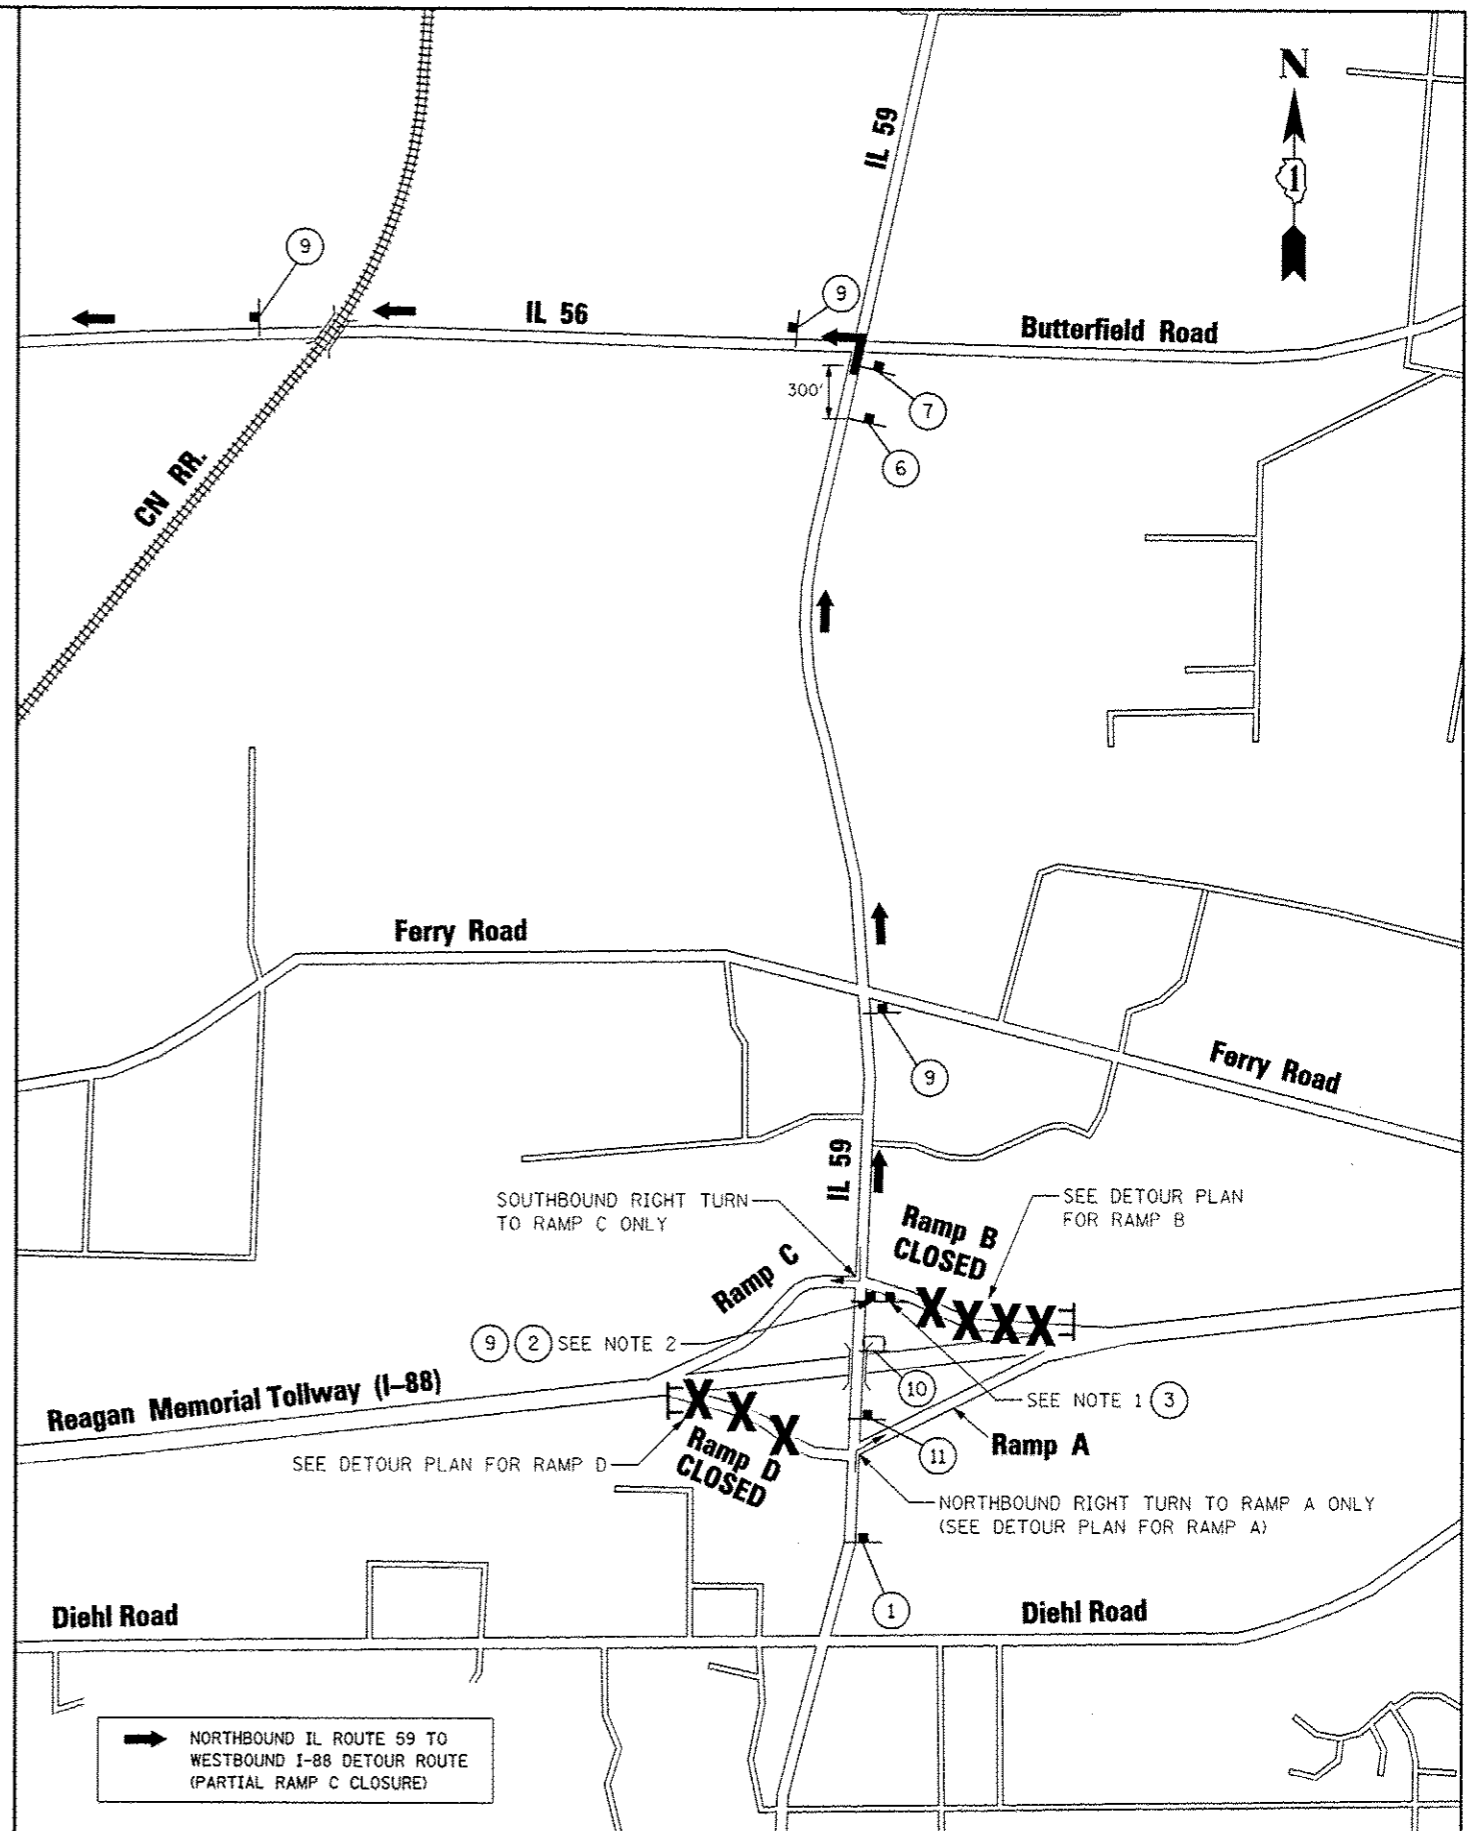 N
IL 59
1
9
9
IL 56
Butterfield Road
300'
7
6
CN RR.
Ferry Road
9
Ferry Road
IL 59
SOUTHBOUND RIGHT TURN
TO RAMP C ONLY
SEE DETOUR PLAN
FOR RAMP B
Ramp B
CLOSED
Ramp C
X X X X
9 2 SEE NOTE 2
10
SEE NOTE 1 3
Reagan Memorial Tollway (I-88)
X X X
11
Ramp A
Ramp D
CLOSED
SEE DETOUR PLAN FOR RAMP D
NORTHBOUND RIGHT TURN TO RAMP A ONLY
(SEE DETOUR PLAN FOR RAMP A)
1
Diehl Road
Diehl Road
NORTHBOUND IL ROUTE 59 TO
WESTBOUND I-88 DETOUR ROUTE
(PARTIAL RAMP C CLOSURE)